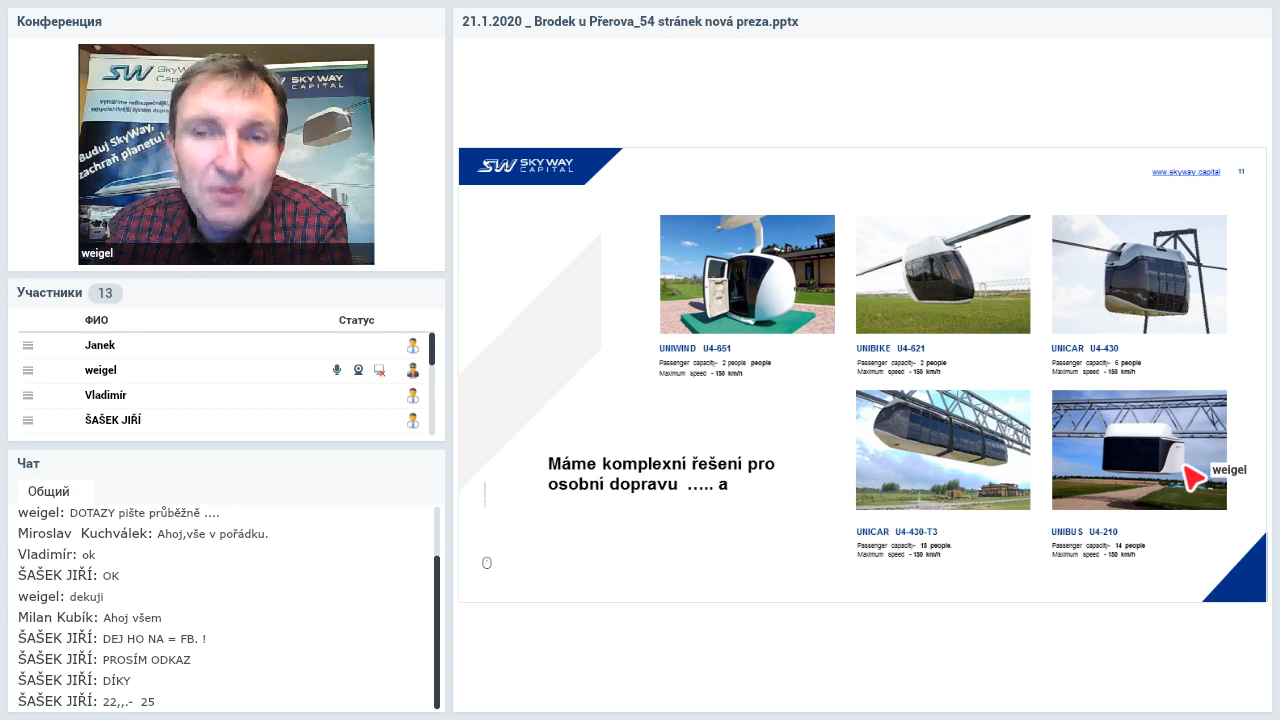 Конференция
SW SKY WAY CAPITAL
SKY WAY
CAPITAL
Buduj SkyWay,
zachraň planetu!
weigel
Участники 13
ФИО Статус
Janek
weigel
Vladimír
ŠAŠEK JIŘÍ
Чат
Общий
weigel: DOTAZY pište průběžně ....
Miroslav Kuchválek: Ahoj,vše v pořádku.
Vladimír: ok
ŠAŠEK JIŘÍ: OK
weigel: dekuji
Milan Kubík: Ahoj všem
ŠAŠEK JIŘÍ: DEJ HO NA = FB. !
ŠAŠEK JIŘÍ: PROSÍM ODKAZ
ŠAŠEK JIŘÍ: DÍKY
ŠAŠEK JIŘÍ: 22,,.- 25
21.1.2020 _ Brodek u Přerova_54 stránek nová preza.pptx
SW SKY WAY
CAPITAL
www.skyway.capital 11
UNIWIND U4-651
Passenger capacity- 2 people people
Maximum speed - 150 km/h
UNIBIKE U4-621
Passenger capacity- 2 people
Maximum speed - 150 km/h
UNICAR U4-430
Passenger capacity- 6 people
Maximum speed - 150 km/h
Máme komplexní řešení pro
osobní dopravu ..... a
weigel
UNICAR U4-430-T3
Passenger capacity- 18 people.
Maximum speed - 150 km/h
UNIBUS U4-210
Passenger capacity- 14 people
Maximum speed - 150 km/h